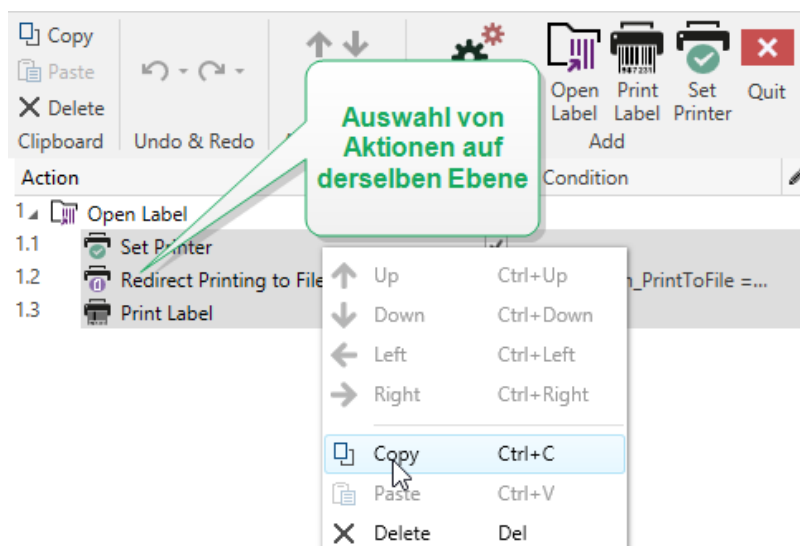 Copy
Paste
Delete
Clipboard
Undo & Redo
Open Label
Print Label
Set Printer
Quit
Add
Auswahl von
Aktionen auf
derselben Ebene
Action
Condition
1 Open Label
1.1 Set Printer
1.2 Redirect Printing to File
_PrintToFile =...
1.3 Print Label
Up Ctrl+Up
Down Ctrl+Down
Left Ctrl+Left
Right Ctrl+Right
Copy Ctrl+C
Paste Ctrl+V
Delete Del